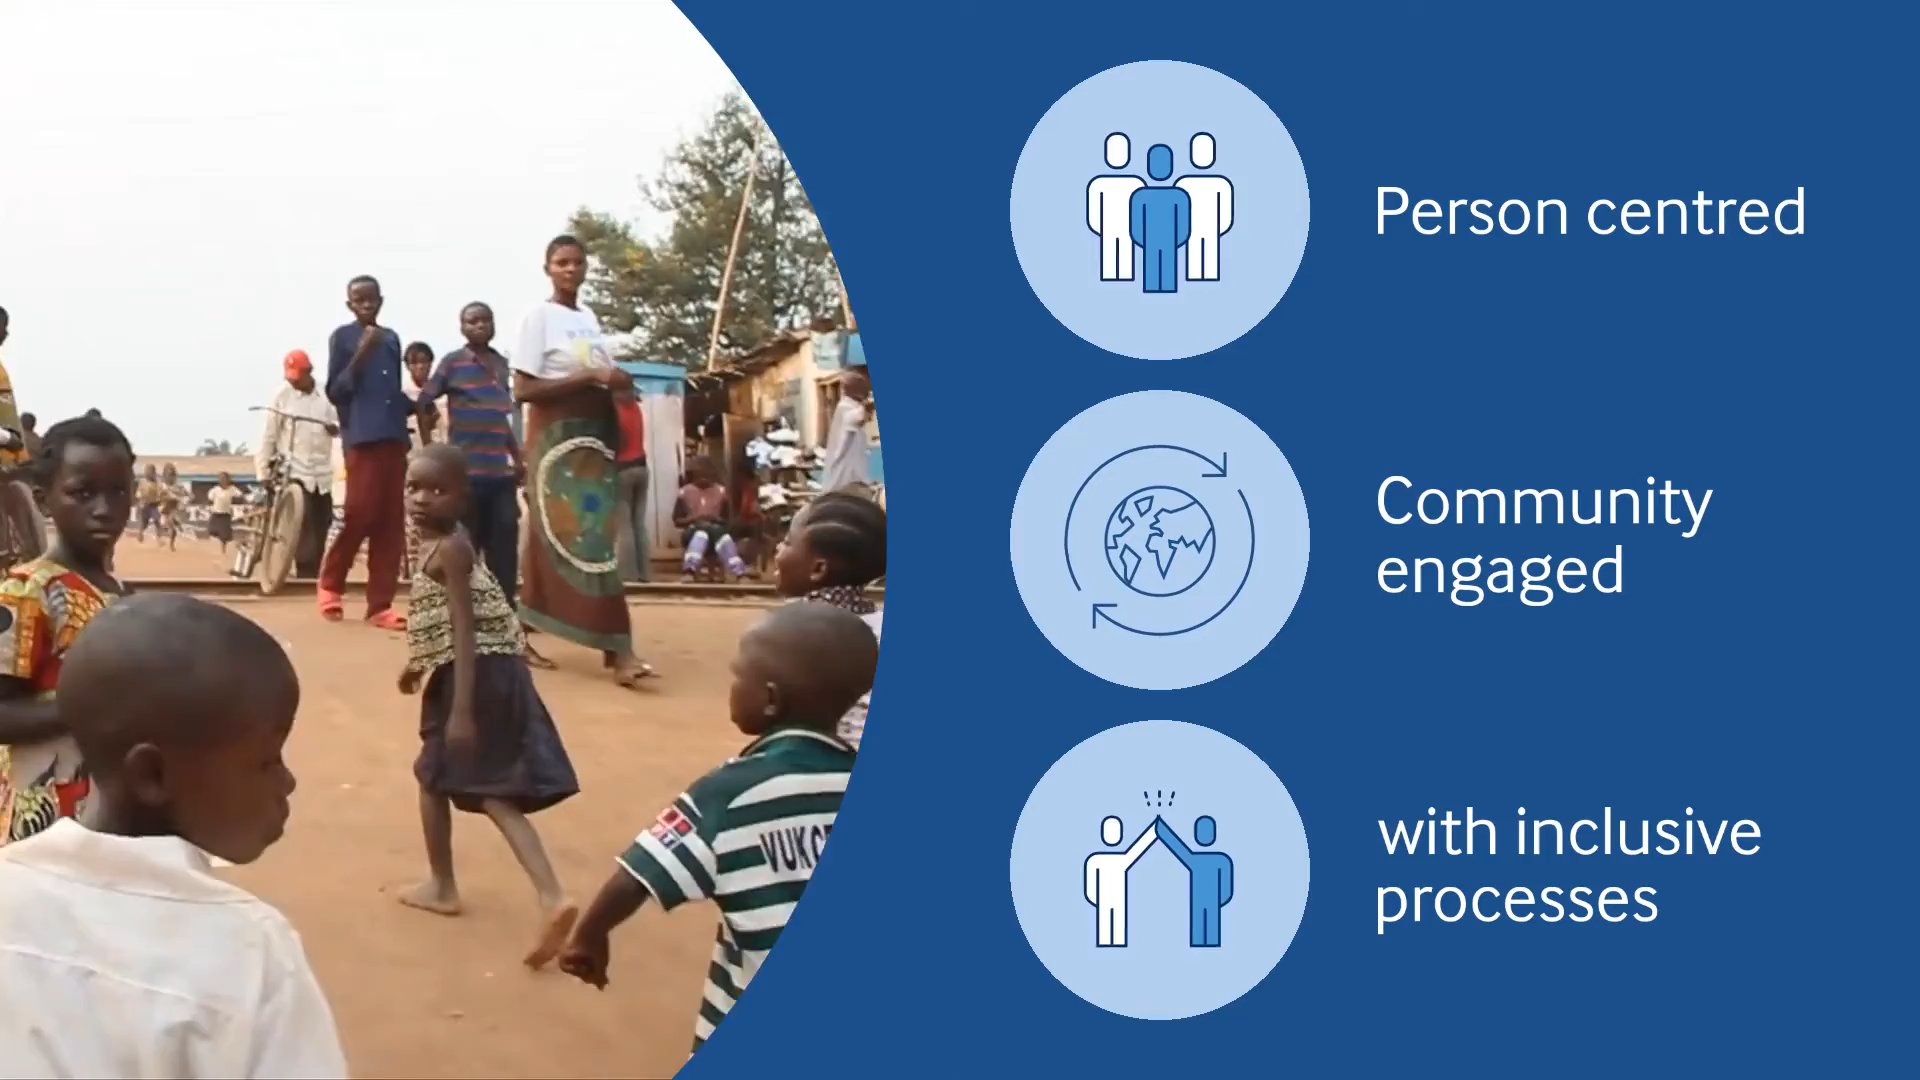 Person centred
Community
engaged
with inclusive
processes